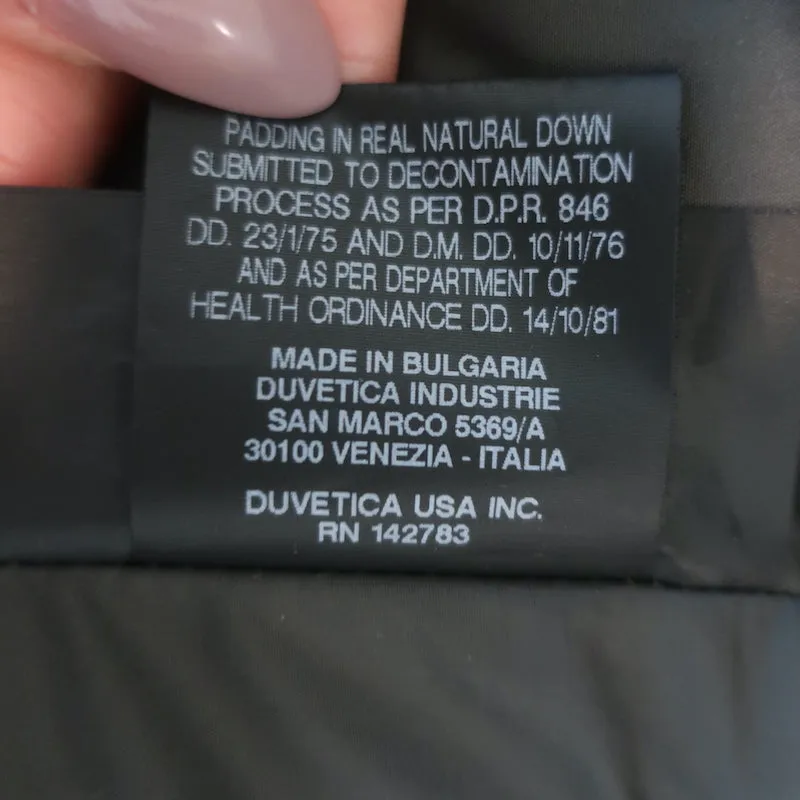 PADDING IN REAL NATURAL DOWN
SUBMITTED TO DECONTAMINATION
PROCESS AS PER D.P.R. 846
DD. 23/1/75 AND D.M. DD. 10/11/76
AND AS PER DEPARTMENT OF
HEALTH ORDINANCE DD. 14/10/81
MADE IN BULGARIA
DUVETICA INDUSTRIE
SAN MARCO 5369/A
30100 VENEZIA - ITALIA
DUVETICA USA INC.
RN 142783